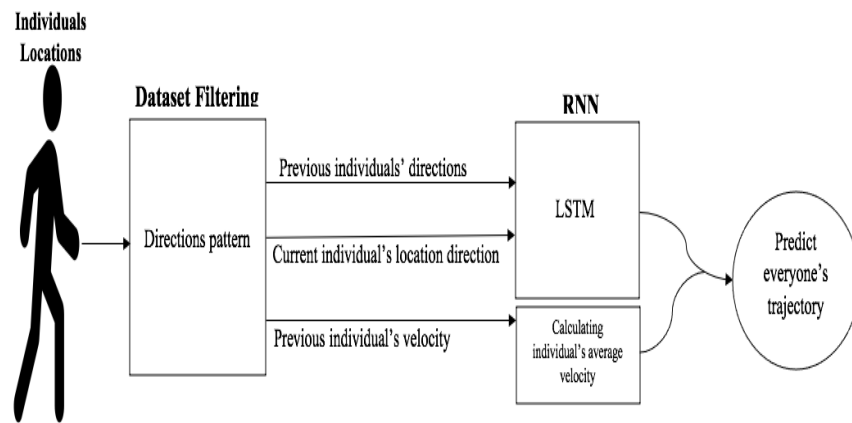 Individuals
Locations
Dataset Filtering
Directions pattern
Previous individuals' directions
Current individual's location direction
Previous individual's velocity
RNN
LSTM
Calculating
individual's average
velocity
Predict
everyone's
trajectory